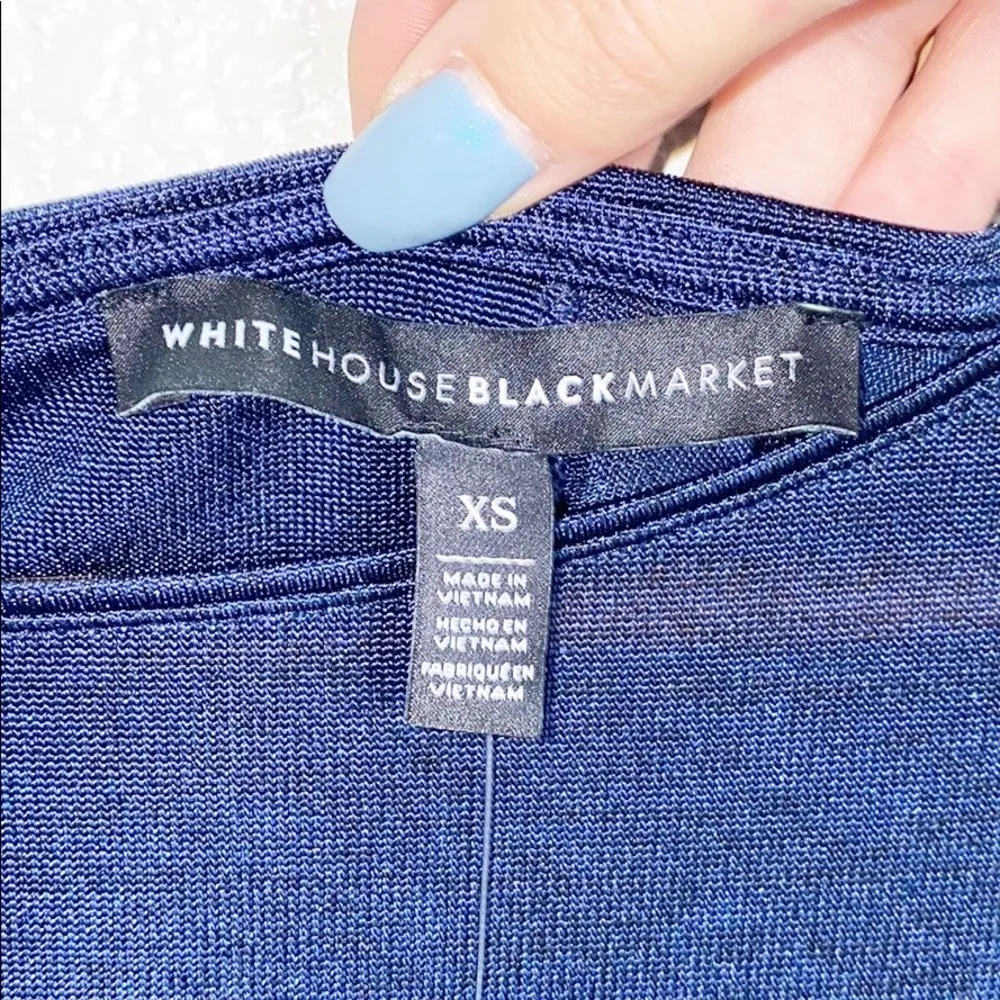 WHITEHOUSEBLACKMARKET
XS
MADE IN
VIETNAM
HECHO EN
VIETNAM
FABRIQUÉ EN
VIETNAM